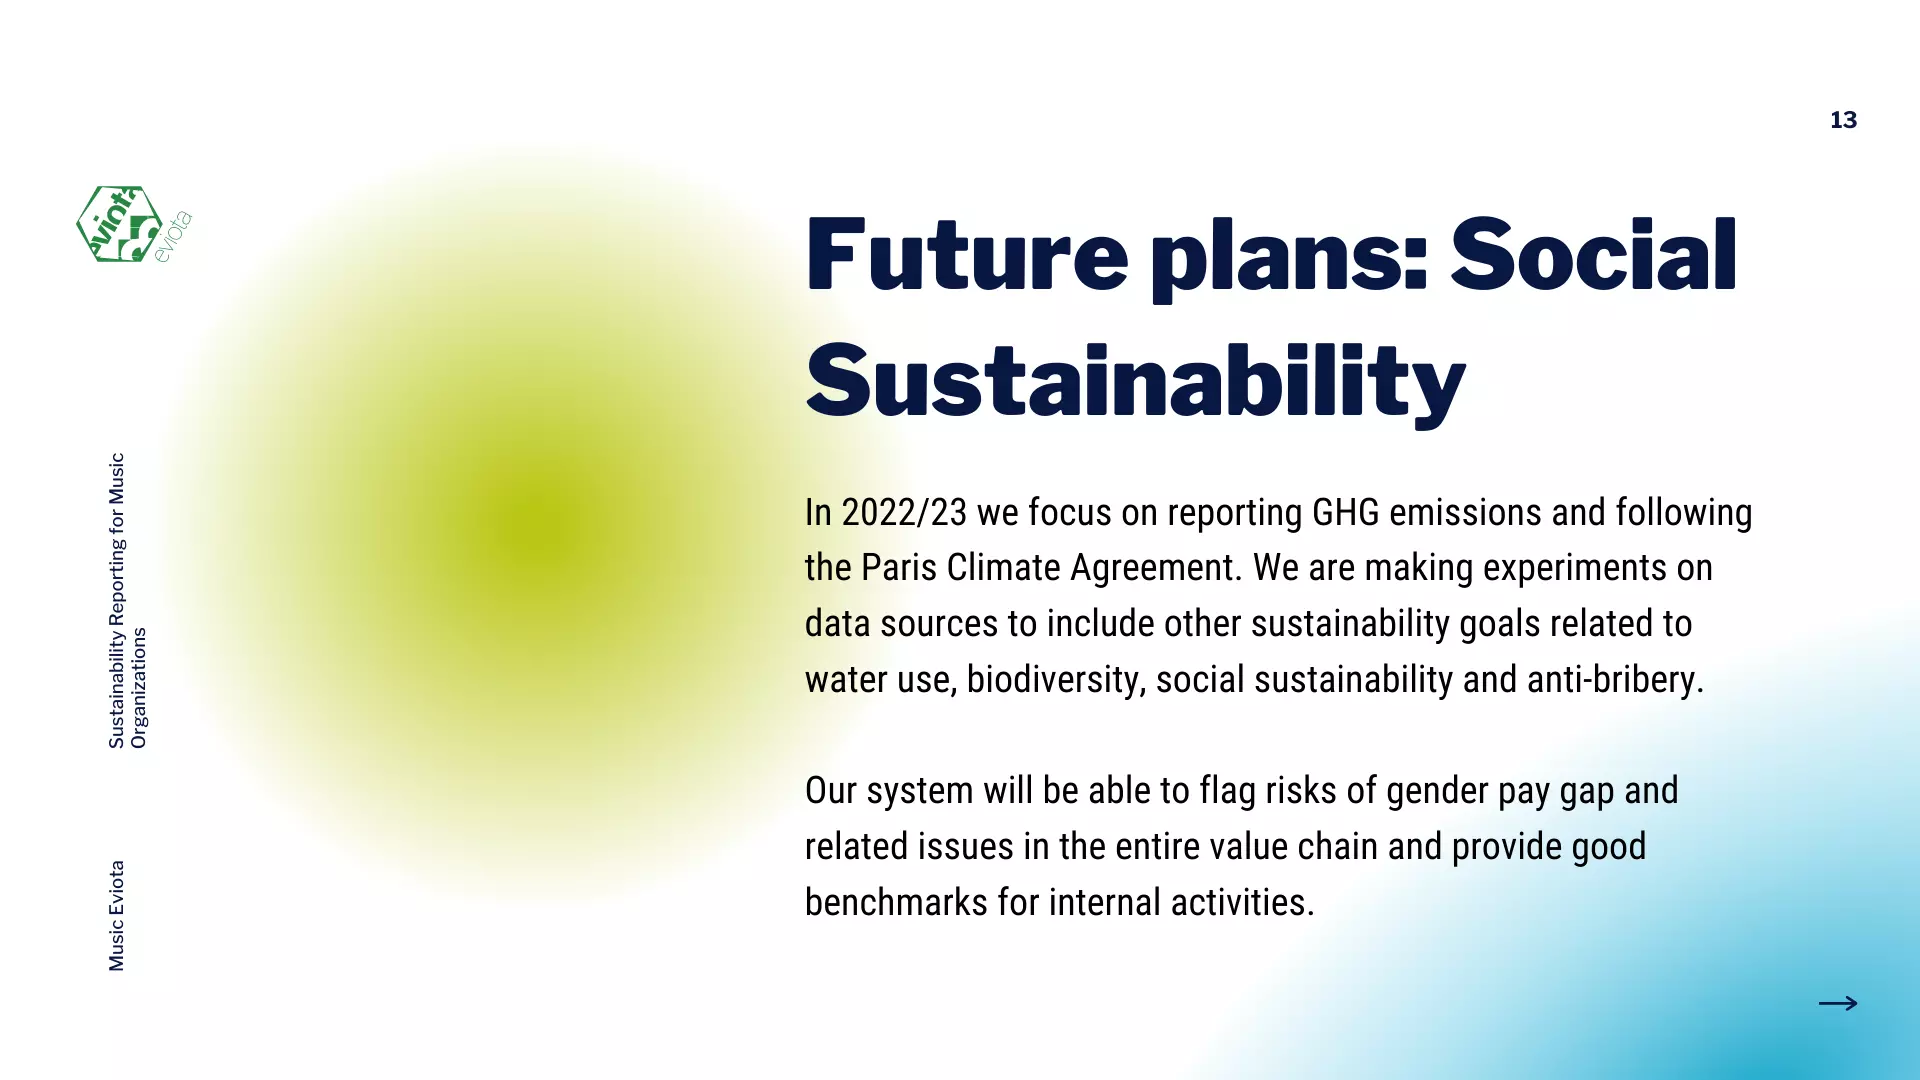 13
eviota
eviota
Future plans: Social
Sustainability
In 2022/23 we focus on reporting GHG emissions and following
the Paris Climate Agreement. We are making experiments on
data sources to include other sustainability goals related to
water use, biodiversity, social sustainability and anti-bribery.
Our system will be able to flag risks of gender pay gap and
related issues in the entire value chain and provide good
benchmarks for internal activities.
Sustainability Reporting for Music
Organizations
Music Eviota